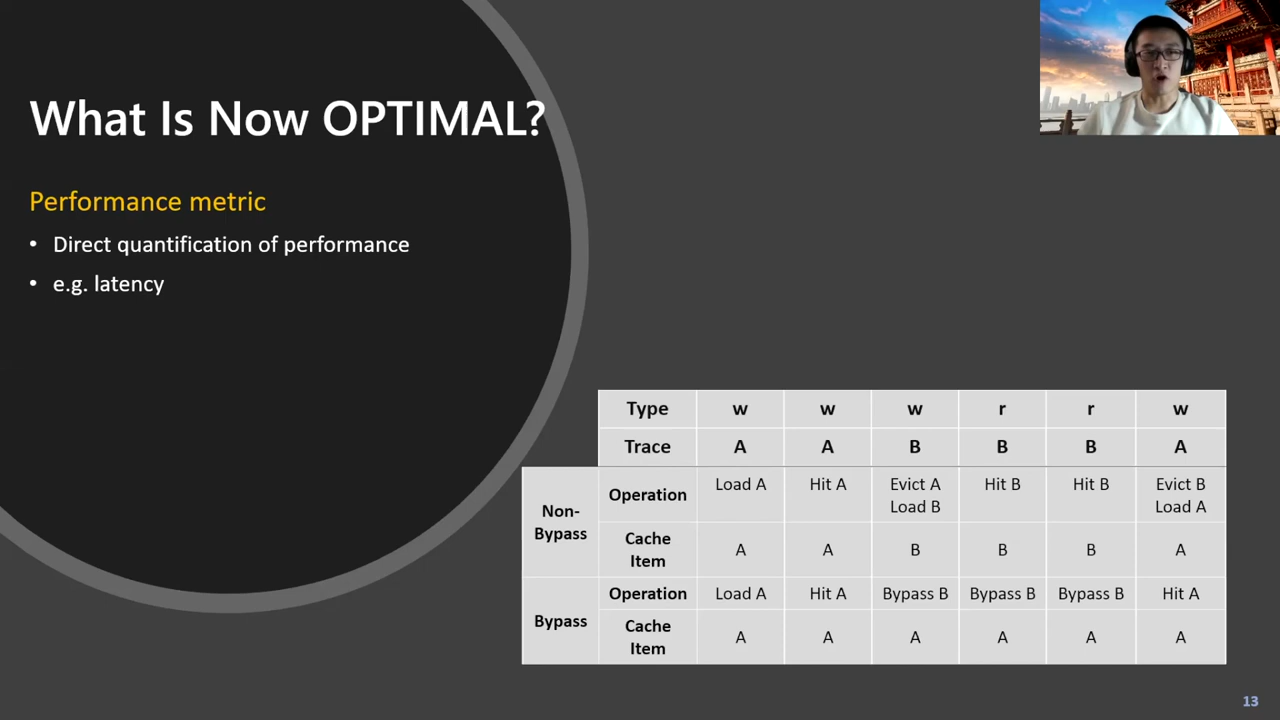 What Is Now OPTIMAL?
Performance metric
• Direct quantification of performance
• e.g. latency
Type w w w r r w
Trace A A B B B A
Non-Bypass Operation Load A Hit A Evict A Load B Hit B Hit B Evict B Load A
Cache Item A A B B B A
Bypass Operation Load A Hit A Bypass B Bypass B Bypass B Hit A
Cache Item A A A A A A
13